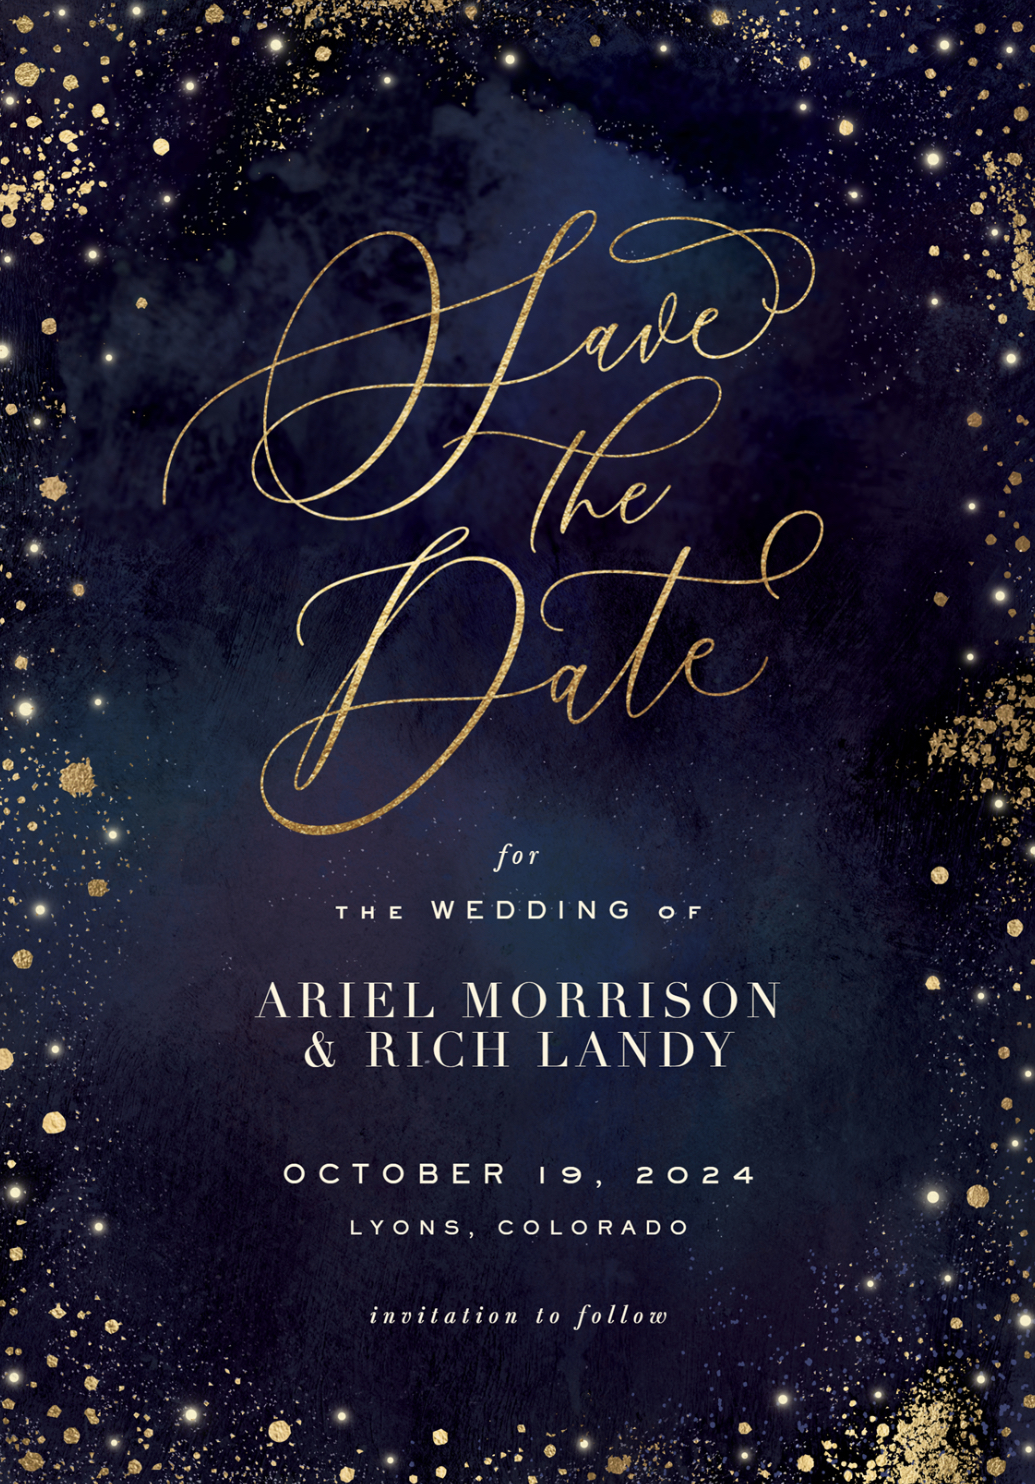 Save
the
Date
for
THE WEDDING OF
ARIEL MORRISON
& RICH LANDY
OCTOBER 19, 2024
LYONS, COLORADO
invitation to follow